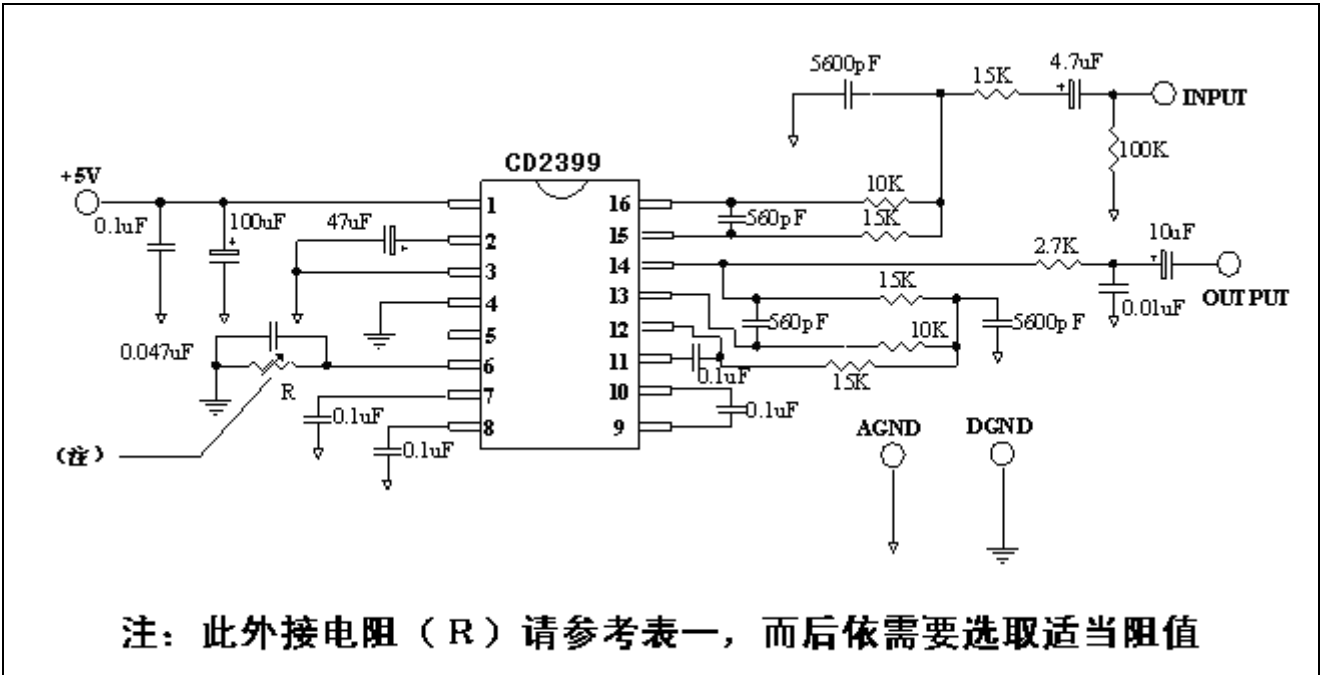 5600pF
15K
4.7uF
INPUT
100K
CD2399
+5V
0.1uF
100uF
47uF
1
2
3
4
5
6
7
8
16
15
14
13
12
11
10
9
10K
560pF
15K
2.7K
10uF
OUTPUT
0.01uF
15K
560pF
10K
5600pF
0.1uF
15K
0.1uF
0.047uF
R
0.1uF
0.1uF
(注)
AGND
DGND
注: 此外接电阻(R)请参考表一, 而后依需要选取适当阻值